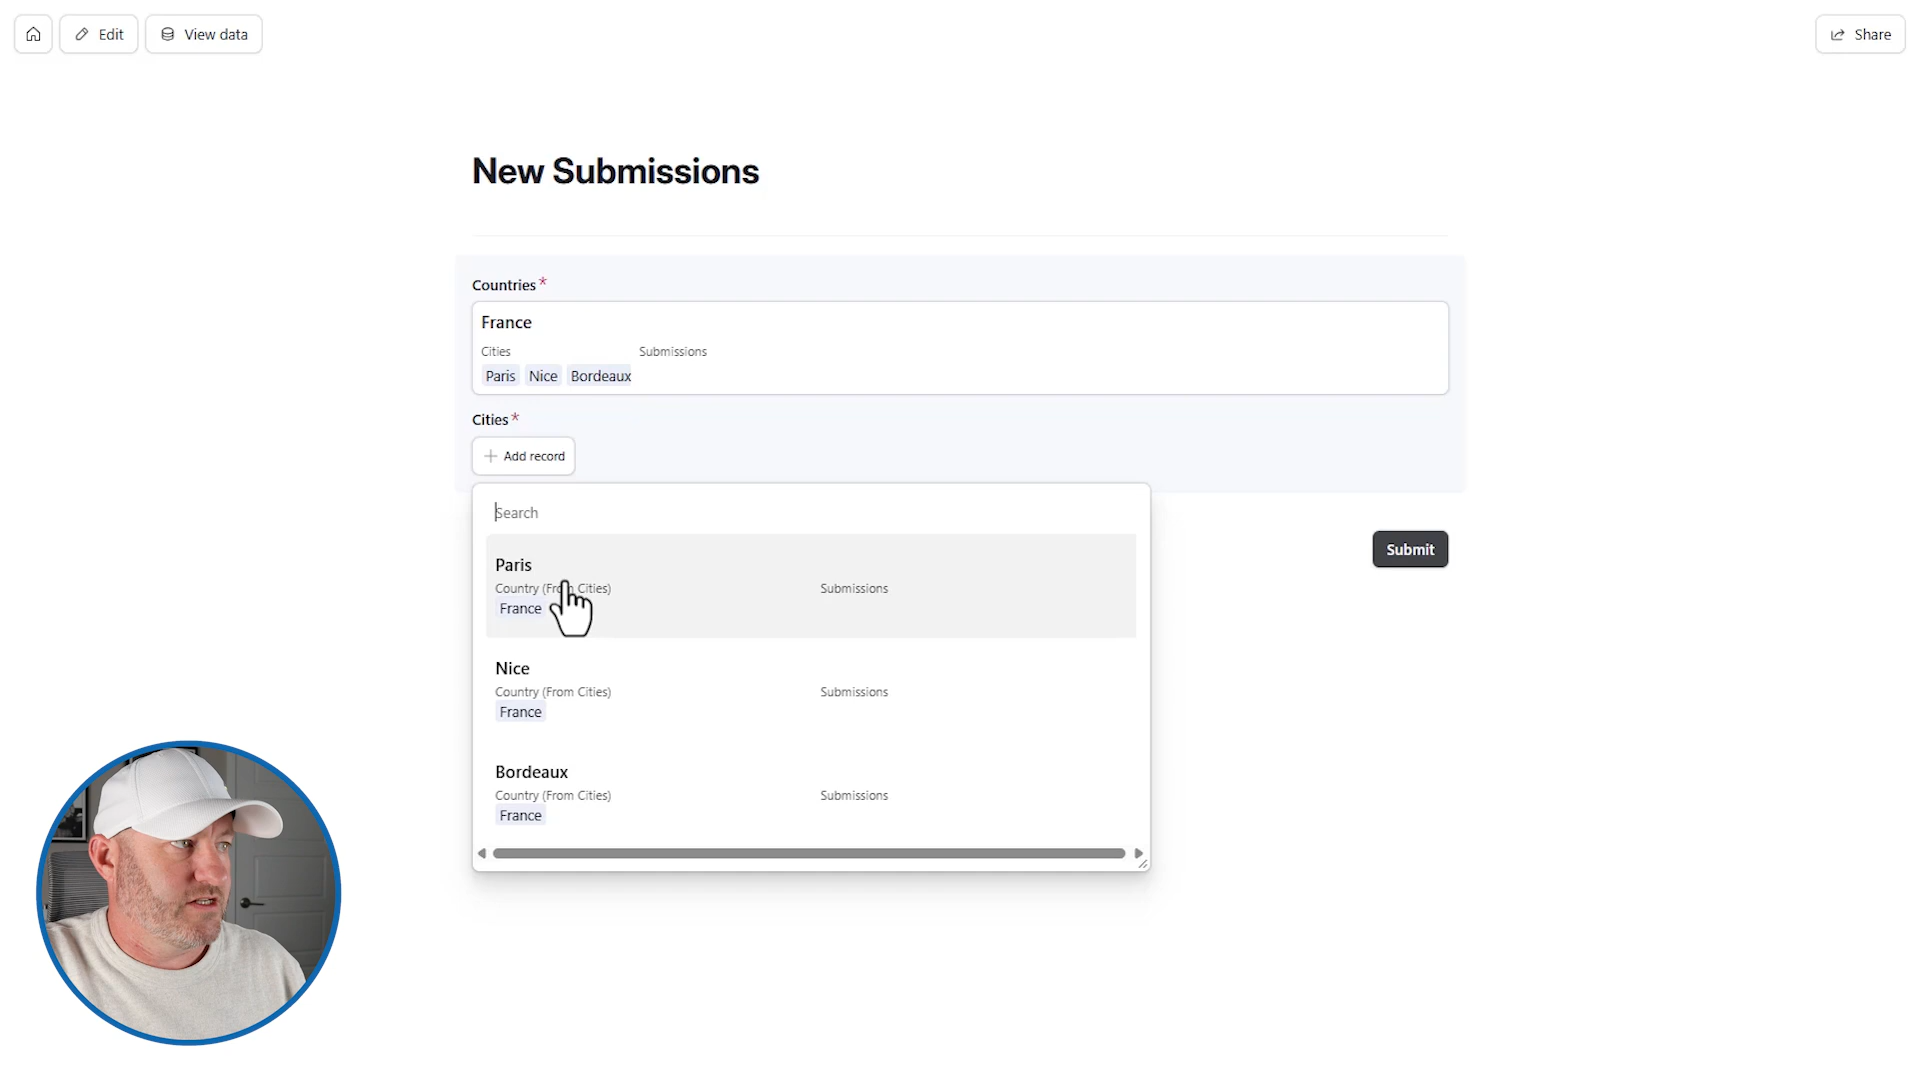 Edit
View data
Share
New Submissions
Countries *
France
Cities Submissions
Paris Nice Bordeaux
Cities *
Add record
Search
Paris
Country (From Cities) Submissions
France
Nice
Country (From Cities) Submissions
France
Bordeaux
Country (From Cities) Submissions
France
Submit